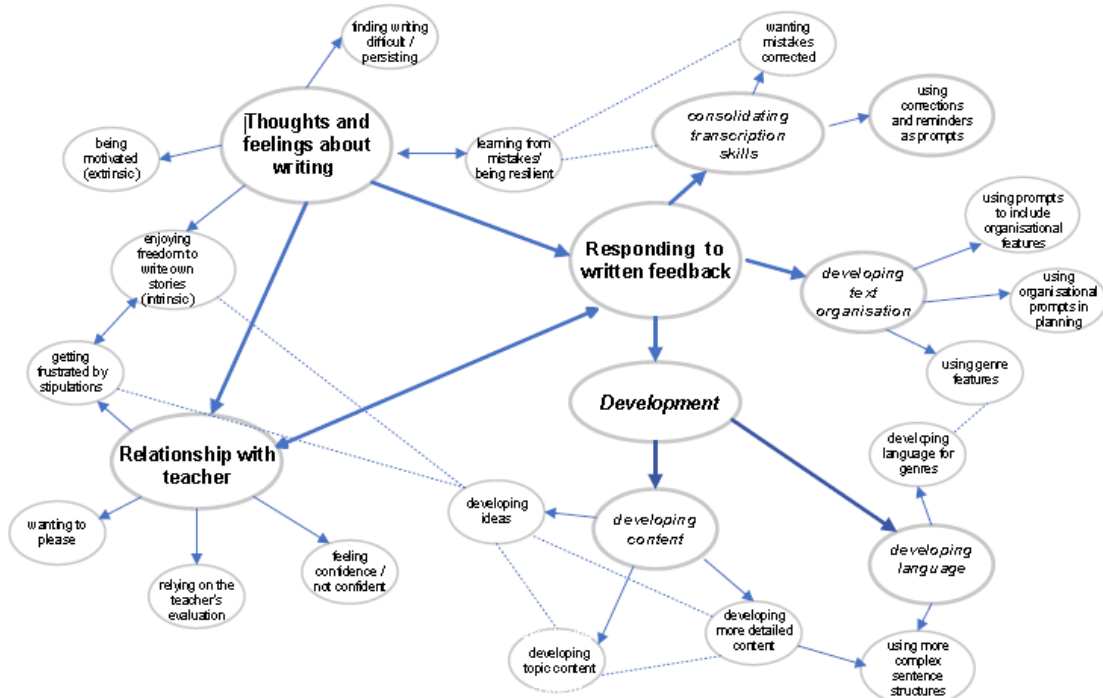 finding writing
difficult /
persisting
wanting
mistakes
corrected
Thoughts and
feelings about
writing
being
motivated
(extrinsic)
learning from
mistakes/
being resilient
consolidating
transcription
skills
using
corrections
and reminders
as prompts
enjoying
freedom to
write own
stories
(intrinsic)
Responding to
written feedback
using prompts
to include
organisational
features
developing
text
organisation
using
organisational
prompts in
planning
getting
frustrated by
stipulations
using genre
features
Development
Relationship with
teacher
developing
language for
genres
developing
ideas
developing
content
developing
language
wanting to
please
relying on the
teacher's
evaluation
feeling
confidence /
not confident
developing
topic content
developing
more detailed
content
using more
complex
sentence
structures